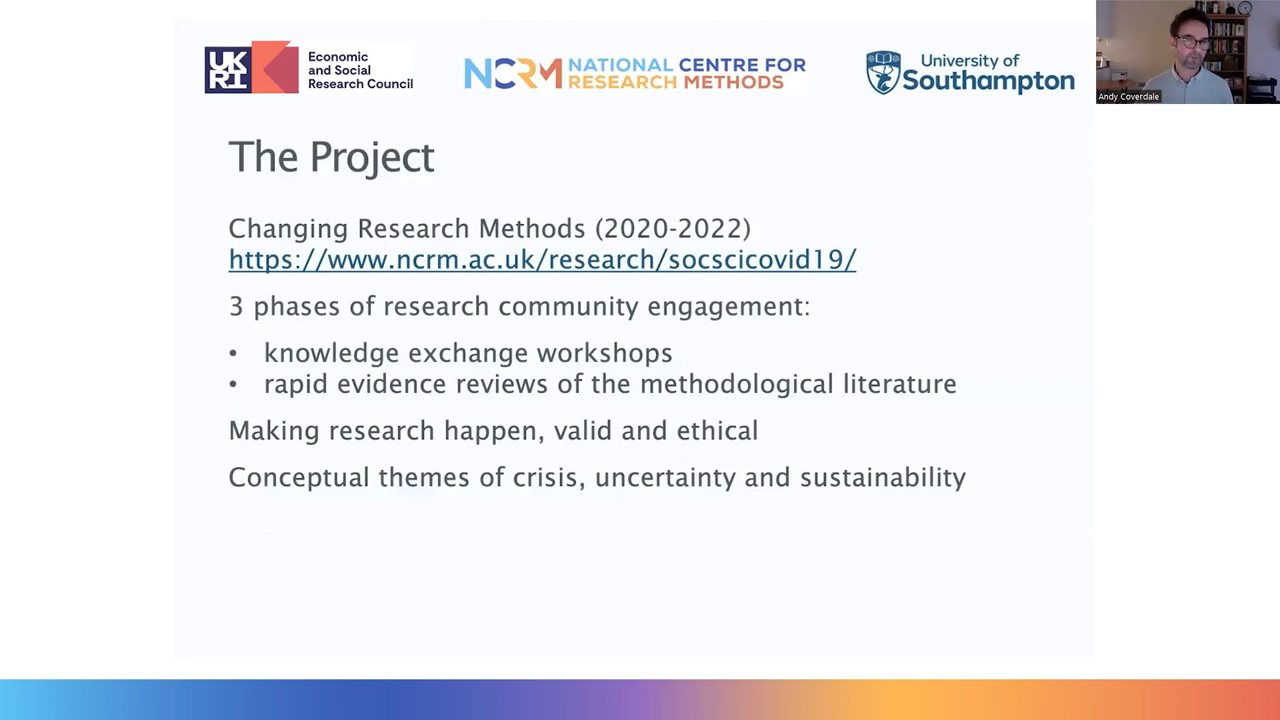 UK
RI
Economic
and Social
Research Council
NCRM
NATIONAL CENTRE FOR
RESEARCH METHODS
University of
Southampton
Andy Coverdale
The Project
Changing Research Methods (2020-2022)
https://www.ncrm.ac.uk/research/socscicovid19/
3 phases of research community engagement:
• knowledge exchange workshops
• rapid evidence reviews of the methodological literature
Making research happen, valid and ethical
Conceptual themes of crisis, uncertainty and sustainability